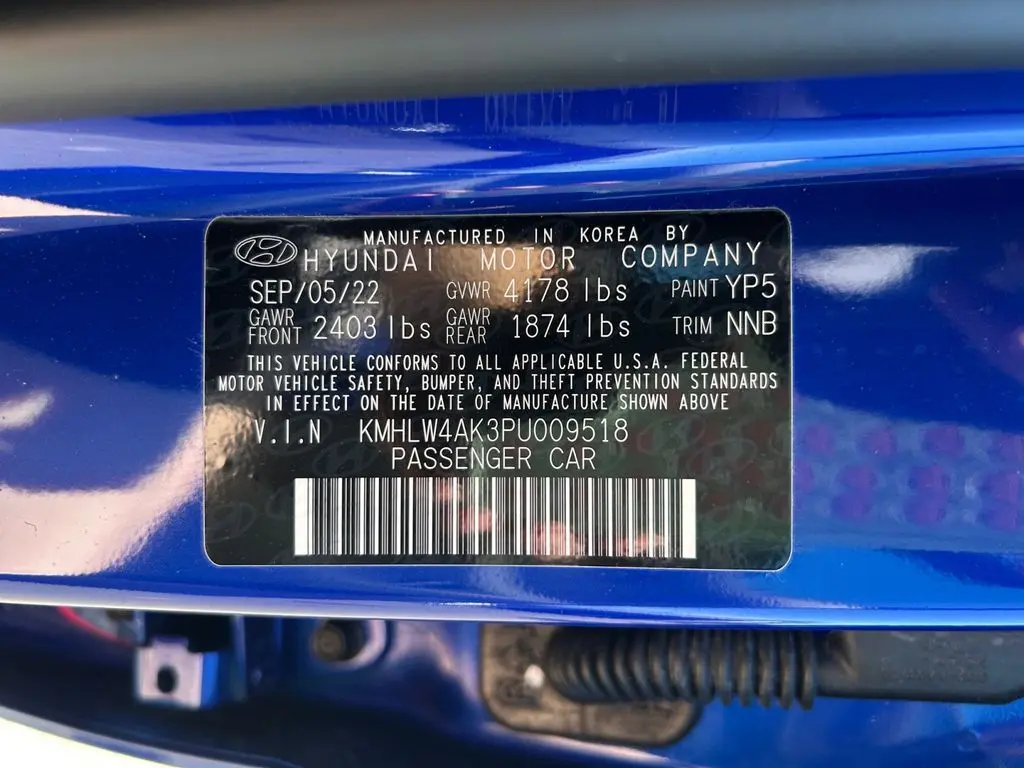 MANUFACTURED IN KOREA BY
HYUNDAI MOTOR COMPANY
SEP/05/22 GVWR 4178 lbs PAINT YP5
GAWR FRONT 2403 lbs GAWR REAR 1874 lbs TRIM NNB
THIS VEHICLE CONFORMS TO ALL APPLICABLE U.S.A. FEDERAL
MOTOR VEHICLE SAFETY, BUMPER, AND THEFT PREVENTION STANDARDS
IN EFFECT ON THE DATE OF MANUFACTURE SHOWN ABOVE
V.I.N KMHLW4AK3PU009518
PASSENGER CAR